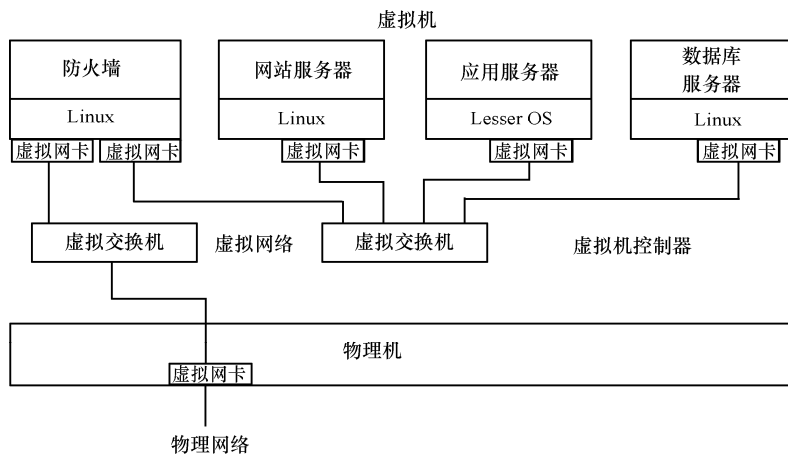 虚拟机
防火墙
网站服务器
应用服务器
数据库
服务器
Linux
Linux
Lesser OS
Linux
虚拟网卡
虚拟网卡
虚拟网卡
虚拟网卡
虚拟网卡
虚拟交换机
虚拟网络
虚拟交换机
虚拟机控制器
物理机
虚拟网卡
物理网络